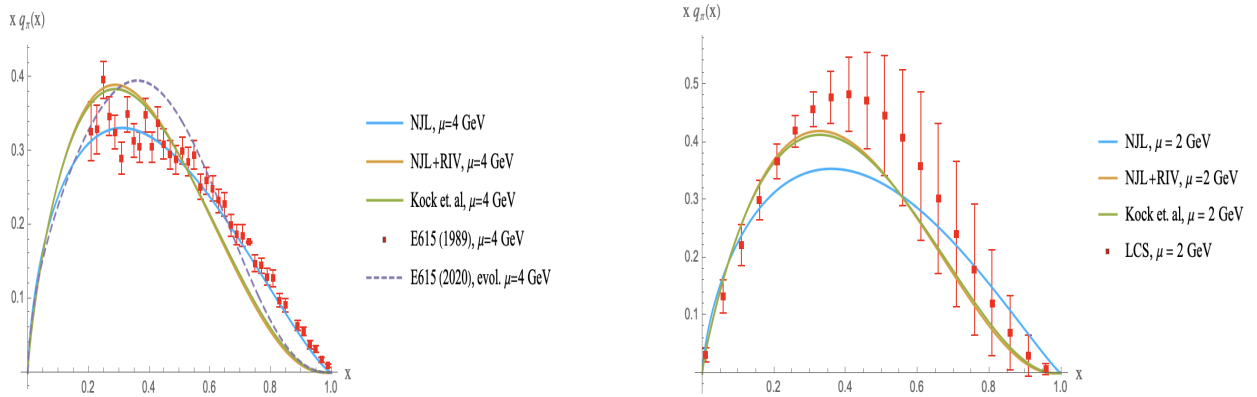 x qπ(x)
0.4
0.3
0.2
0.1
0.2
0.4
0.6
0.8
1.0
x
NJL, μ=4 GeV
NJL+RIV, μ=4 GeV
Kock et. al, μ=4 GeV
E615 (1989), μ=4 GeV
E615 (2020), evol. μ=4 GeV
x qπ(x)
0.5
0.4
0.3
0.2
0.1
0.2
0.4
0.6
0.8
1.0
x
NJL, μ = 2 GeV
NJL+RIV, μ =2 GeV
Kock et. al, μ = 2 GeV
LCS, μ = 2 GeV